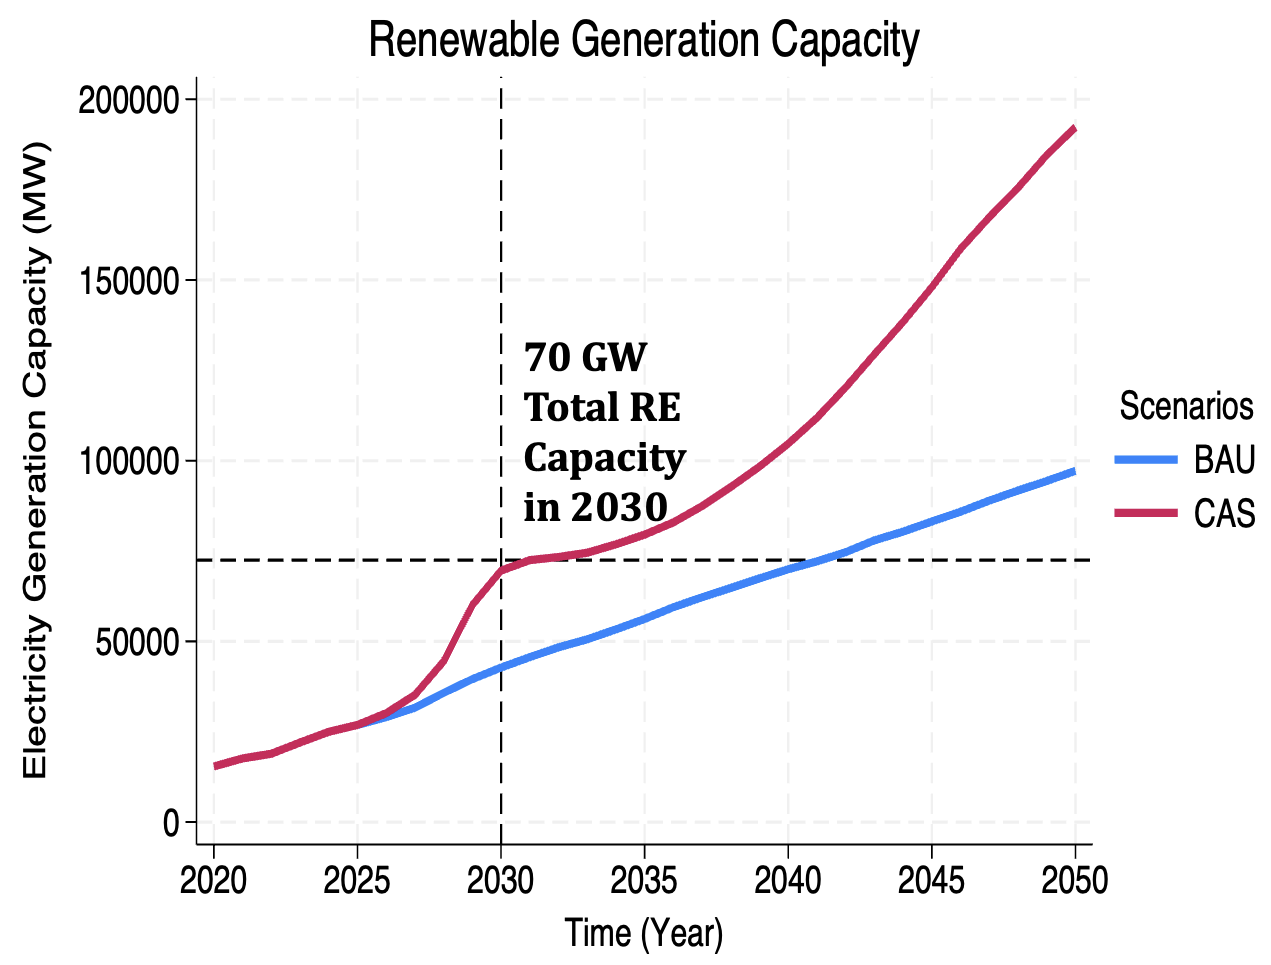 Renewable Generation Capacity
Electricity Generation Capacity (MW)
200000
150000
100000
50000
0
70 GW
Total RE
Capacity
in 2030
Scenarios
BAU
CAS
2020 2025 2030 2035 2040 2045 2050
Time (Year)